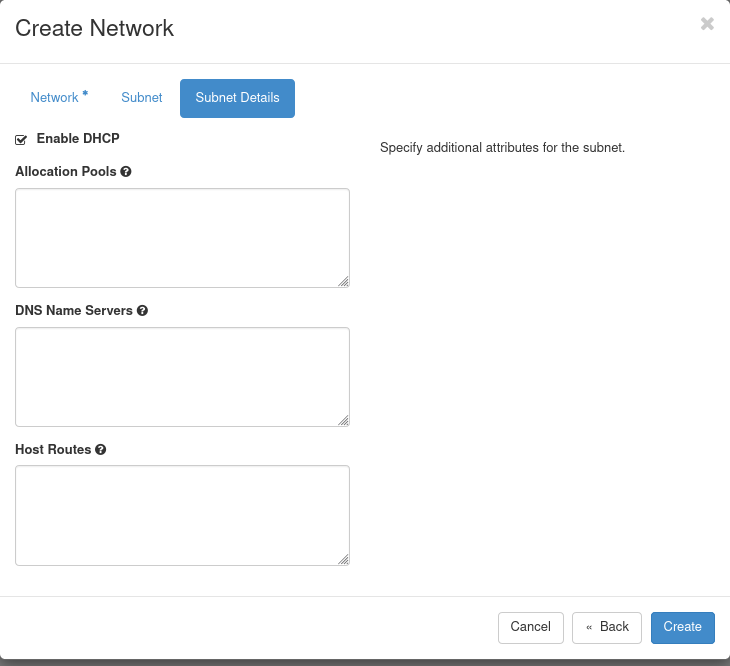 Create Network
Network *
Subnet
Subnet Details
Enable DHCP
Specify additional attributes for the subnet.
Allocation Pools
DNS Name Servers
Host Routes
Cancel
« Back
Create